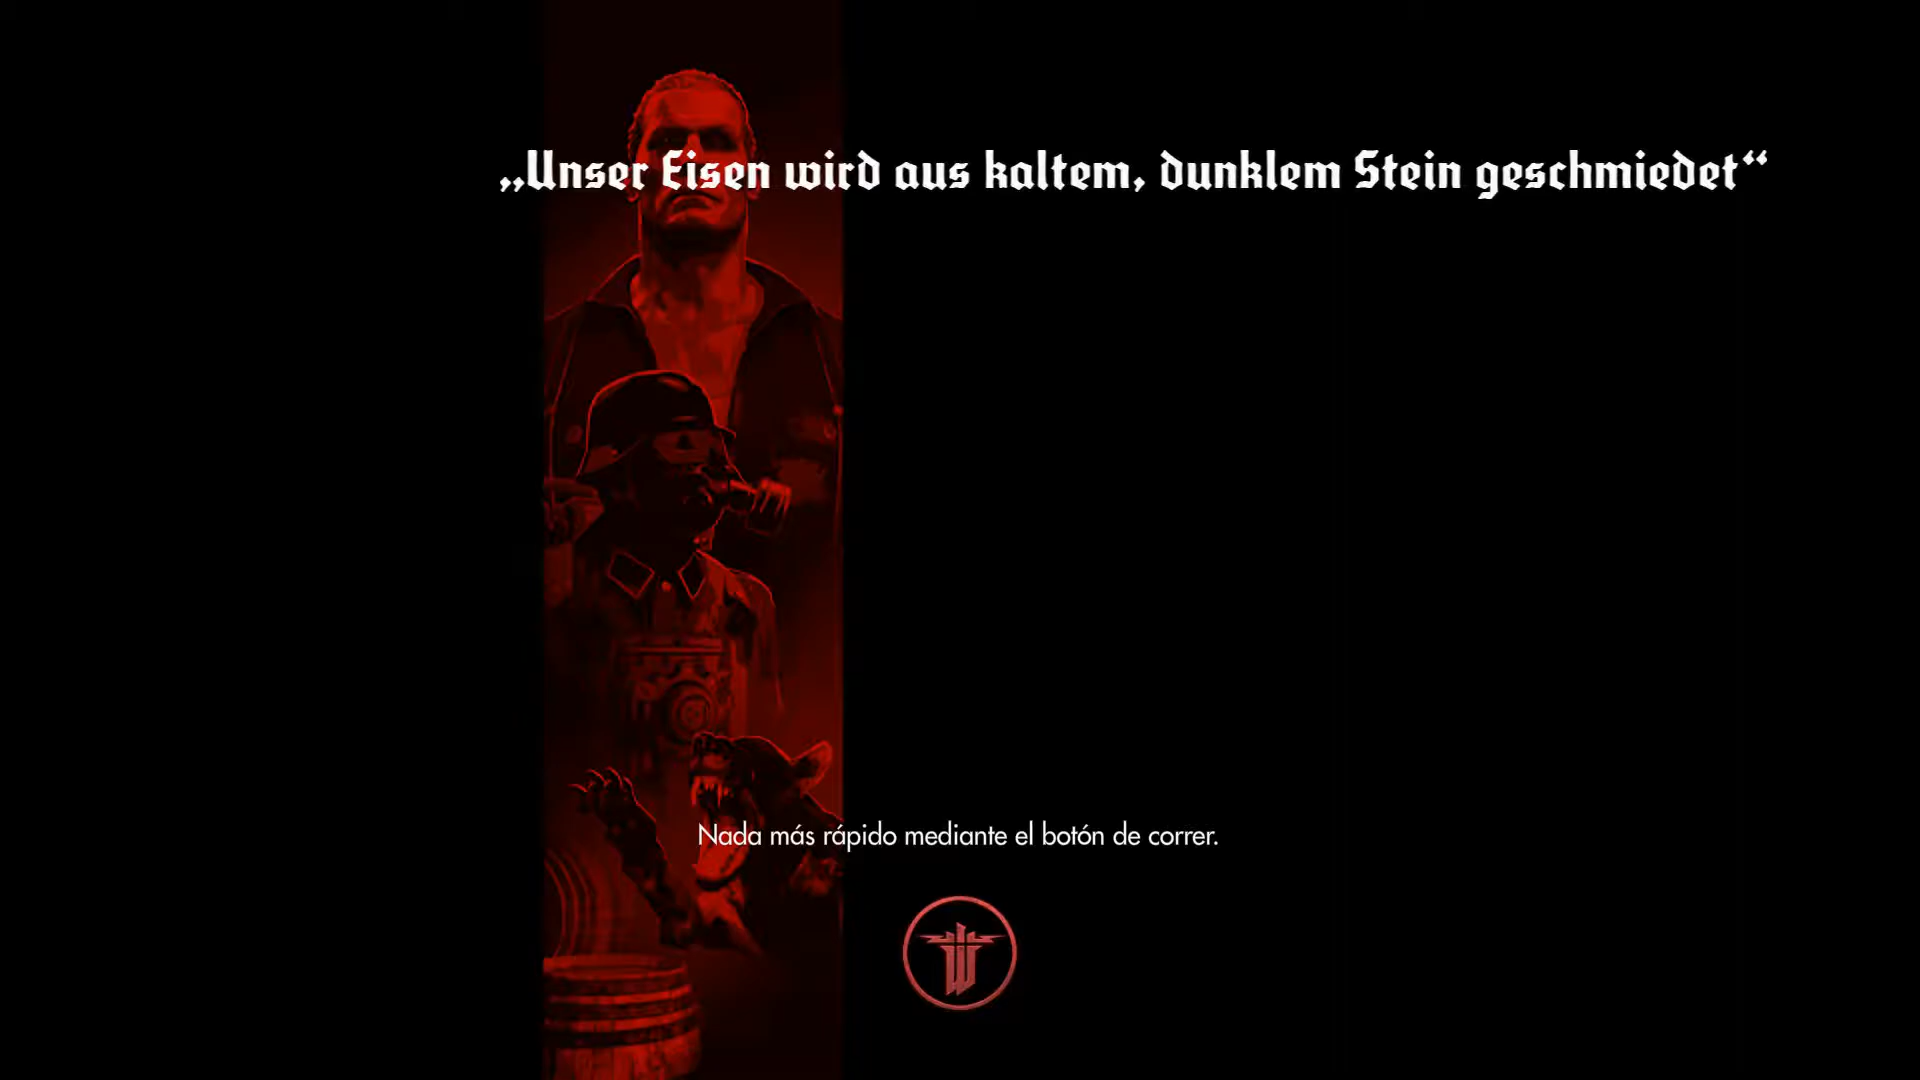 „Unser Eisen wird aus kaltem, dunklem Stein geschmiedet“
Nada más rápido mediante el botón de correr.